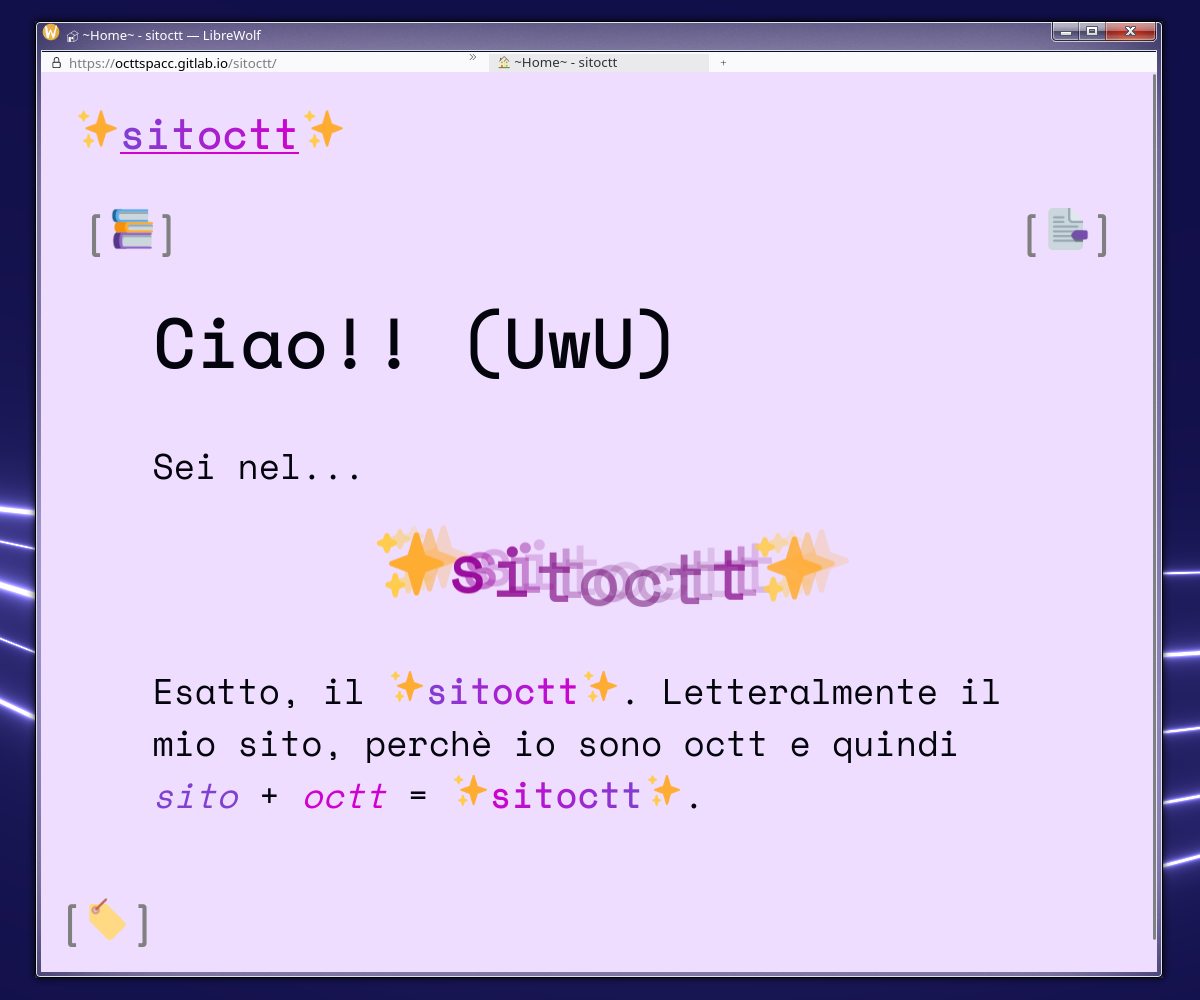 ~Home~ - sitoctt — LibreWolf
https://octtspacc.gitlab.io/sitoctt/
» ~Home~ - sitoctt +
✨sitoctt✨
[📚] [📄]
Ciao!! (UwU)
Sei nel...
✨sitoctt✨
Esatto, il ✨sitoctt✨. Letteralmente il
mio sito, perchè io sono octt e quindi
sito + octt = ✨sitoctt✨.
[🏷️]